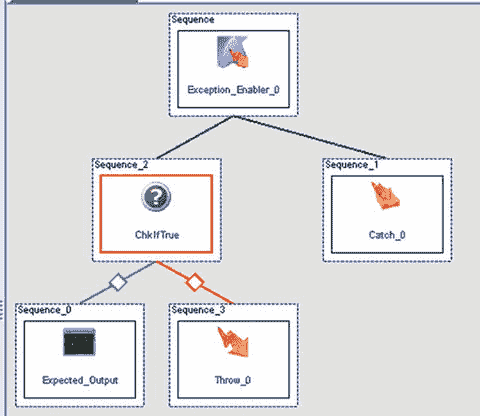 Sequence
Exception_Enabler_0
Sequence_2
Sequence_1
ChkIfTrue
Catch_0
Sequence_0
Sequence_3
Expected_Output
Throw_0